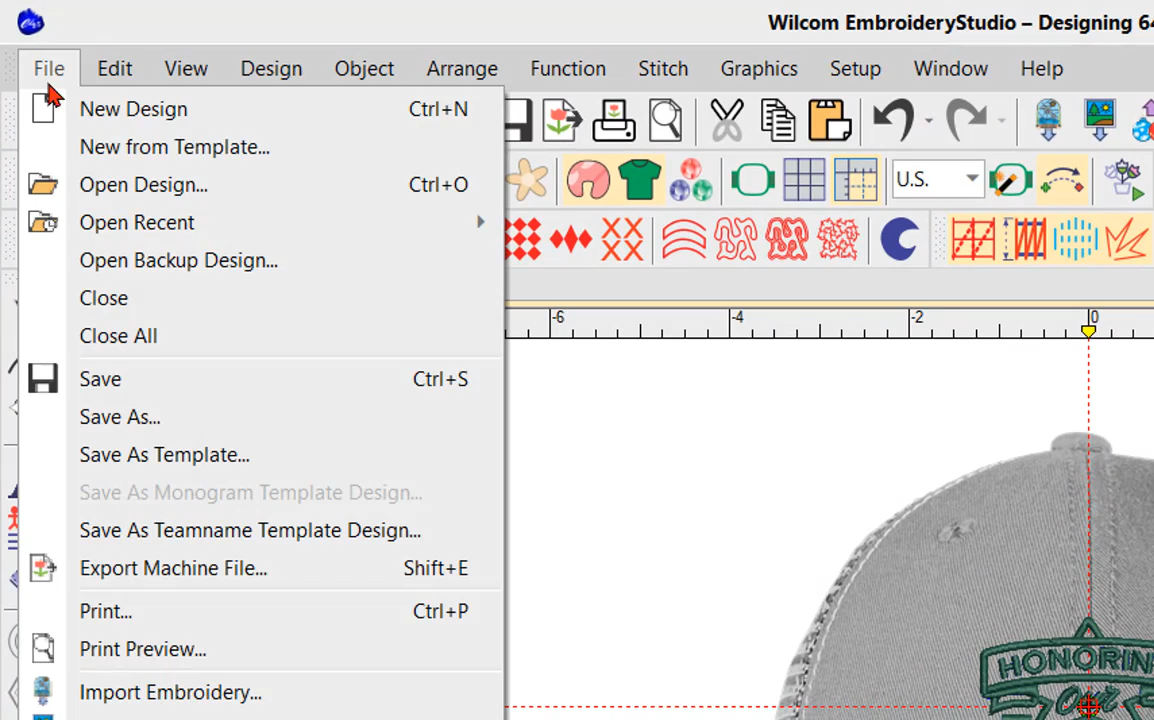 Wilcom EmbroideryStudio – Designing 64
File Edit View Design Object Arrange Function Stitch Graphics Setup Window Help
New Design Ctrl+N
New from Template...
Open Design... Ctrl+O
U.S.
Open Recent
Open Backup Design...
Close
-6 -4 -2 0
Close All
Save Ctrl+S
Save As...
Save As Template...
Save As Monogram Template Design...
Save As Teamname Template Design...
Export Machine File... Shift+E
Print... Ctrl+P
Print Preview...
HONORIN
Import Embroidery...
Our